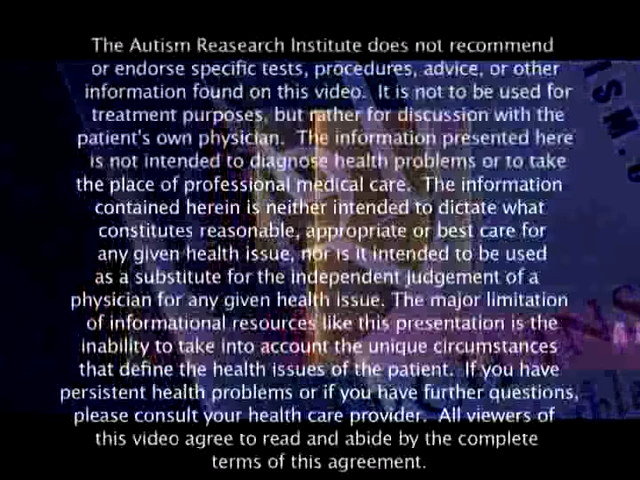 The Autism Reasearch Institute does not recommend
or endorse specific tests, procedures, advice, or other
information found on this video. It is not to be used for
treatment purposes, but rather for discussion with the
patient's own physician. The information presented here
is not intended to diagnose health problems or to take
the place of professional medical care. The information
contained herein is neither intended to dictate what
constitutes reasonable, appropriate or best care for
any given health issue, nor is it intended to be used
as a substitute for the independent judgement of a
physician for any given health issue. The major limitation
of informational resources like this presentation is the
inability to take into account the unique circumstances
that define the health issues of the patient. If you have
persistent health problems or if you have further questions,
please consult your health care provider. All viewers of
this video agree to read and abide by the complete
terms of this agreement.